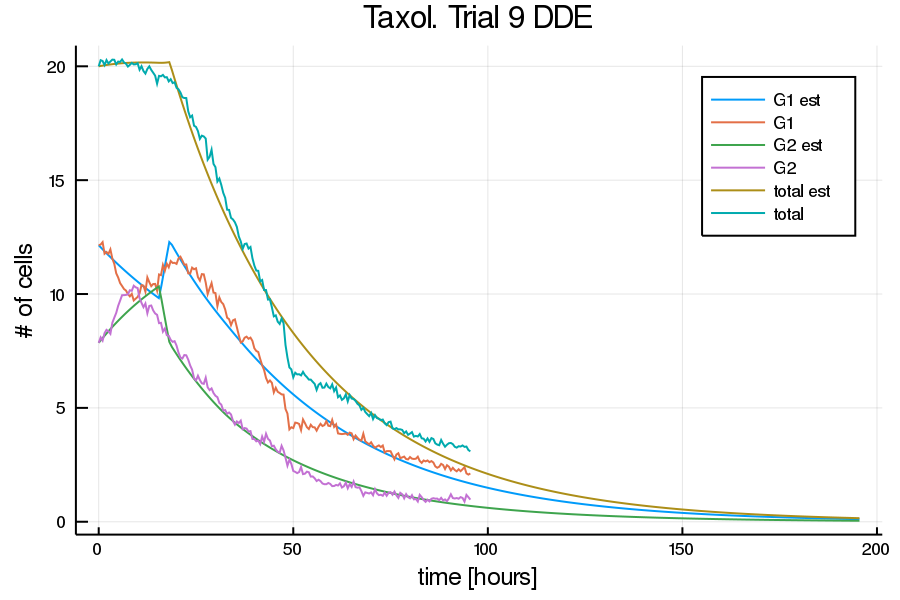 Taxol. Trial 9 DDE
20
15
10
5
0
# of cells
G1 est
G1
G2 est
G2
total est
total
0 50 100 150 200
time [hours]